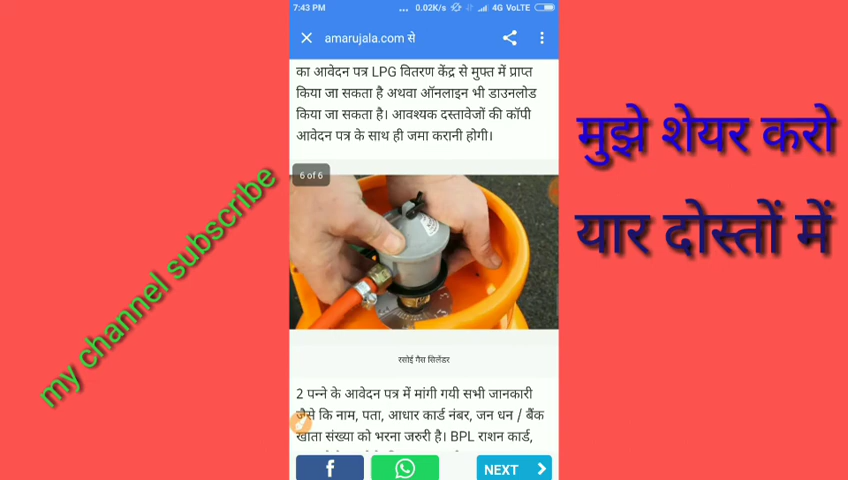 7:43 PM
... 0.02K/s 4G VoLTE
amarujala.com से
का आवेदन पत्र LPG वितरण केंद्र से मुफ्त में प्राप्त
किया जा सकता है अथवा ऑनलाइन भी डाउनलोड
किया जा सकता है। आवश्यक दस्तावेजों की कॉपी
आवेदन पत्र के साथ ही जमा करानी होगी।
6 of 6
रसोई गैस सिलेंडर
2 पन्ने के आवेदन पत्र में मांगी गयी सभी जानकारी
जैसे कि नाम, पता, आधार कार्ड नंबर, जन धन / बैंक
खाता संख्या को भरना जरुरी है। BPL राशन कार्ड,
f
NEXT
my channel subscribe
मुझे शेयर करो
यार दोस्तों में